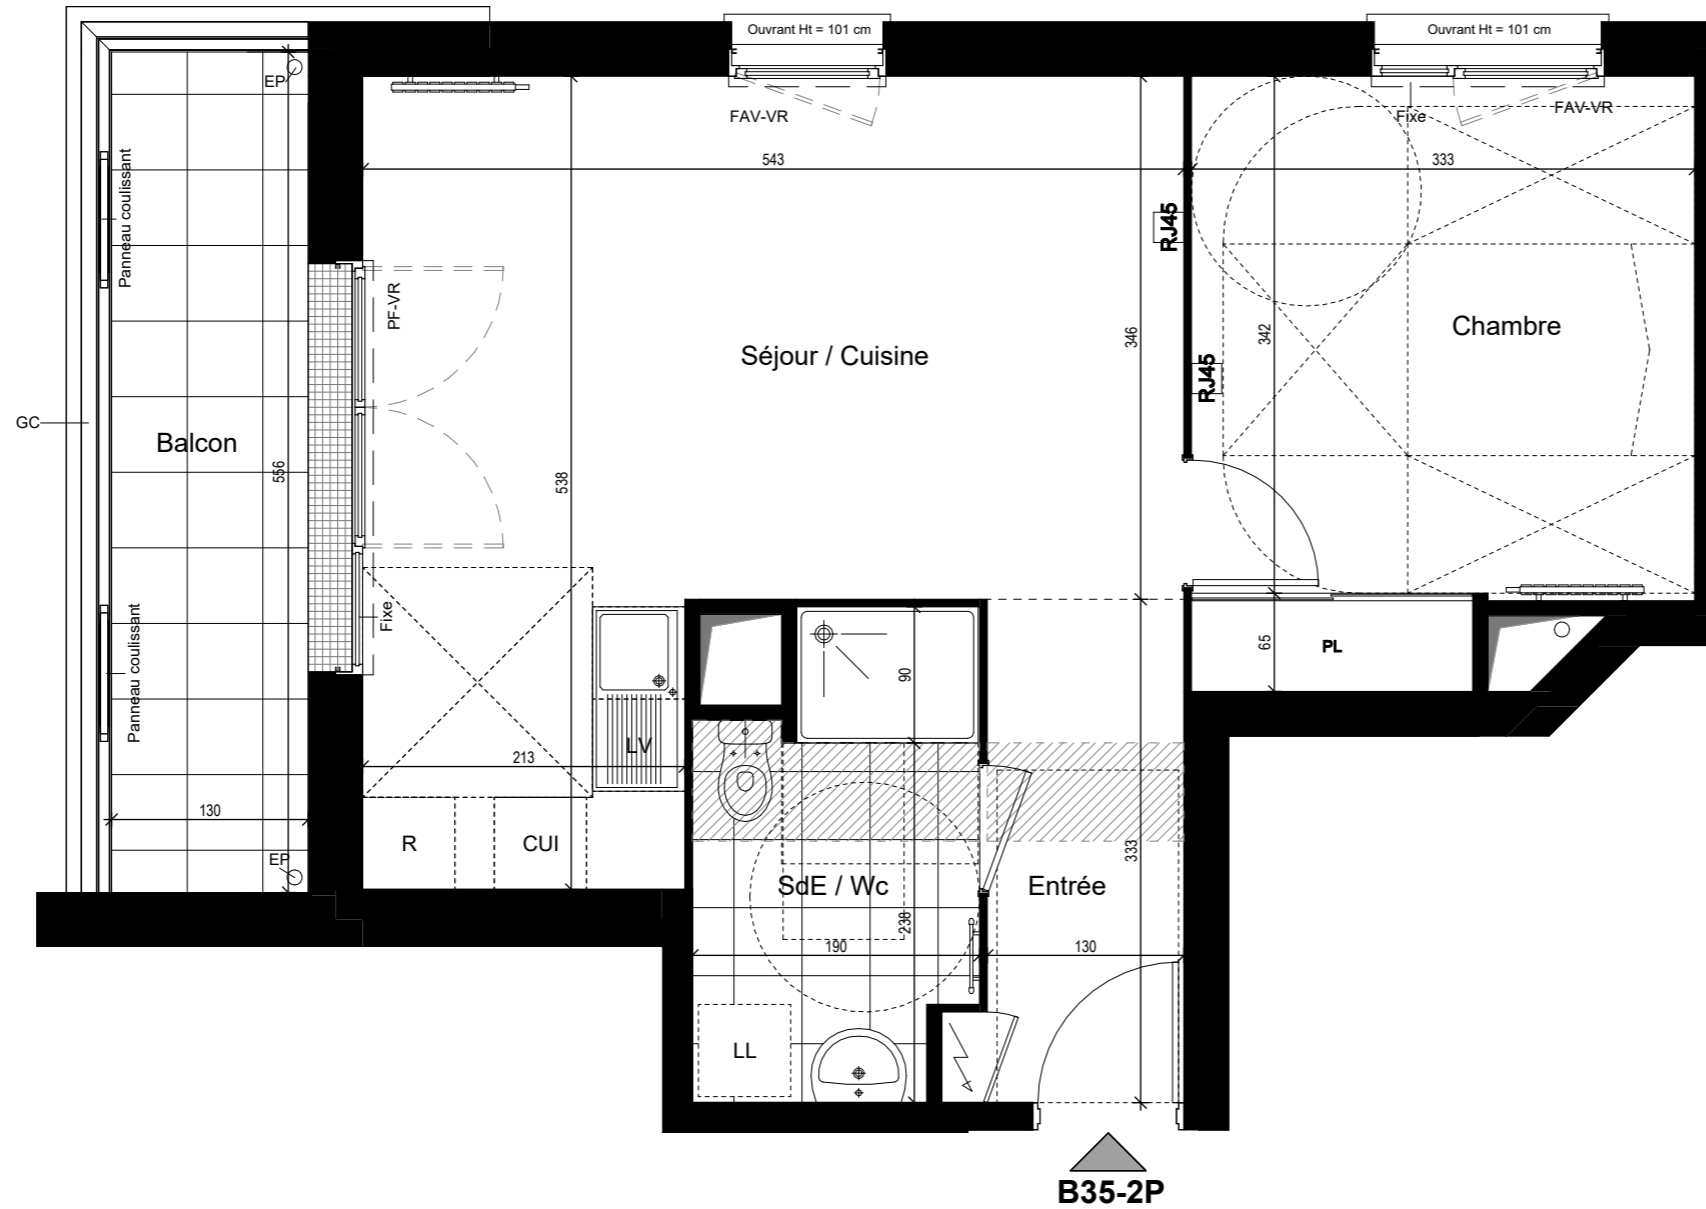 Ouvrant Ht = 101 cm
Ouvrant Ht = 101 cm
EP
FAV-VR
Fixe
FAV-VR
543
333
Panneau coulissant
RJ45
PF-VR
346
342
Chambre
Séjour / Cuisine
RJ45
GC
Balcon
556
538
Fixe
Panneau coulissant
90
65
PL
LV
213
130
R
CUI
333
EP
SdE / Wc
Entrée
238
190
130
LL
B35-2P